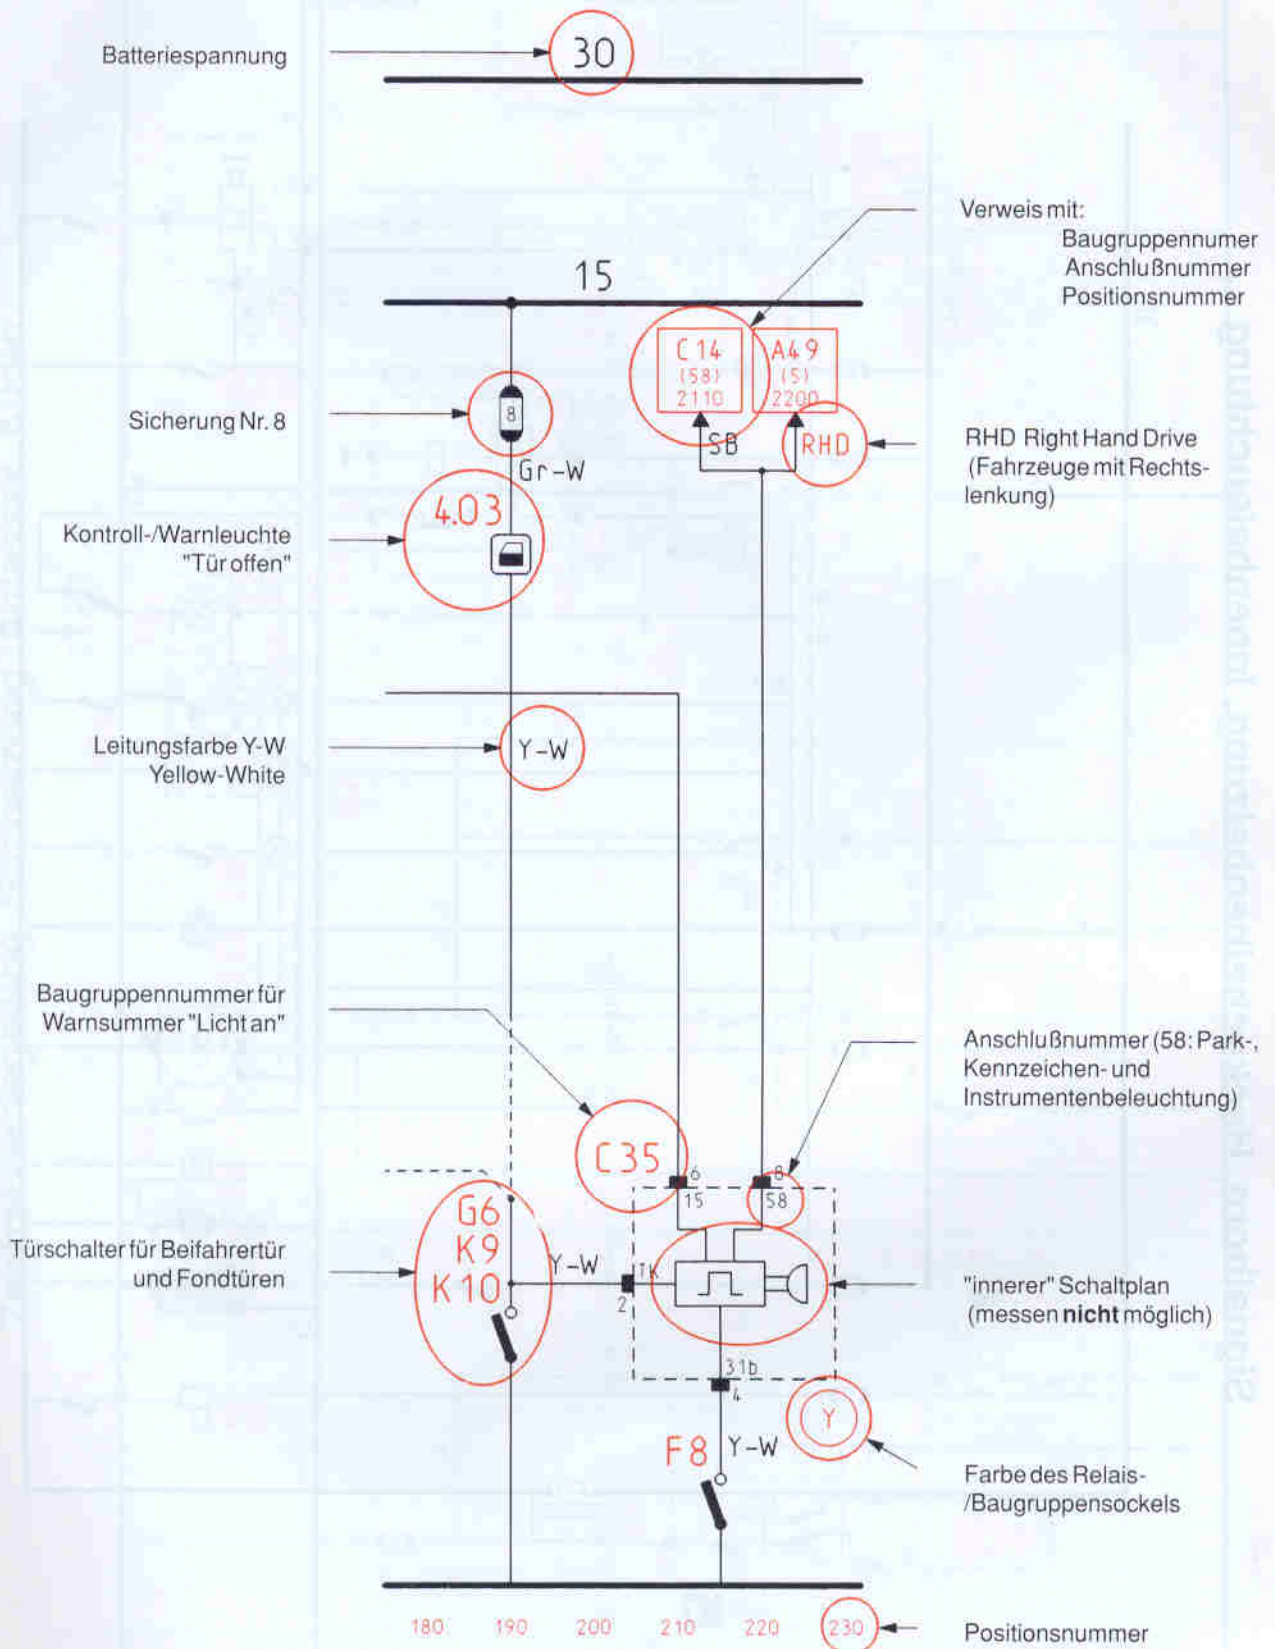 Batteriespannung
30
Verweis mit:
Baugruppennumer
Anschlußnummer
Positionsnummer
15
C 14
(58)
2110
A49
(5)
2200
Sicherung Nr. 8
8
SB
RHD
RHD Right Hand Drive
(Fahrzeuge mit Rechts-
lenkung)
Gr-W
4.03
Kontroll-/Warnleuchte
"Tür offen"
Leitungsfarbe Y-W
Yellow-White
Y-W
Baugruppennummer für
Warnsummer "Licht an"
Anschlußnummer (58: Park-,
Kennzeichen- und
Instrumentenbeleuchtung)
C35
6
15
8
58
G6
K9
K10
Türschalter für Beifahrertür
und Fondtüren
Y-W
TK
2
"innerer" Schaltplan
(messen nicht möglich)
31b
4
Y
F8
Y-W
Farbe des Relais-
/Baugruppensockels
180
190
200
210
220
230
Positionsnummer